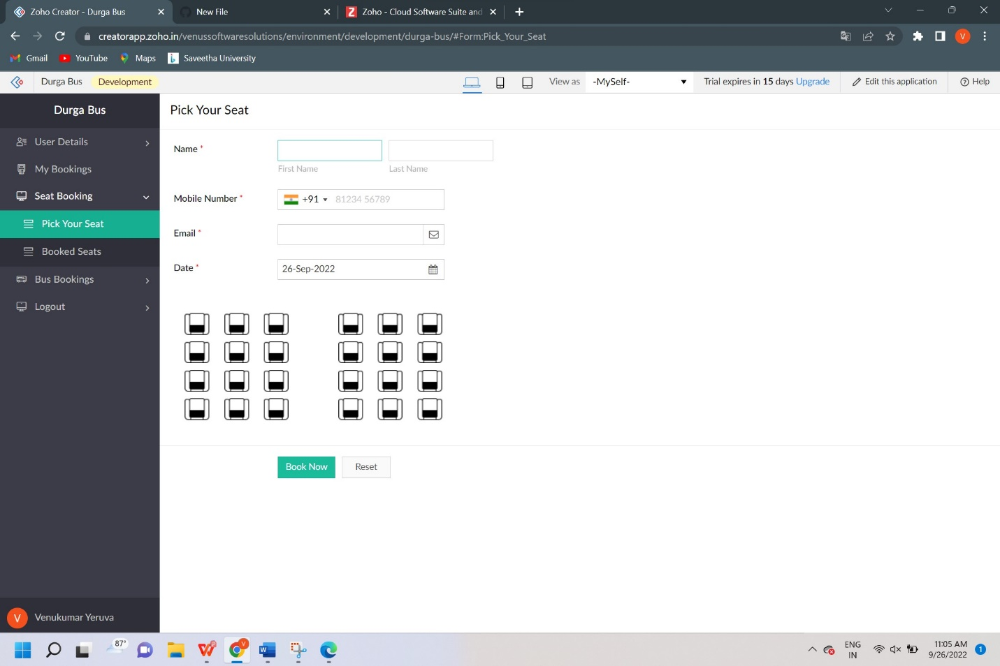 Zoho Creator - Durga Bus
New File
Zoho - Cloud Software Suite and
creatorapp.zoho.in/venussoftwaresolutions/environment/development/durga-bus/#Form:Pick_Your_Seat
V
Gmail
YouTube
Maps
Saveetha University
Durga Bus
Development
View as
-MySelf-
Trial expires in 15 days Upgrade
Edit this application
Help
Durga Bus
User Details
My Bookings
Seat Booking
Pick Your Seat
Booked Seats
Bus Bookings
Logout
V Venukumar Yeruva
Pick Your Seat
Name *
First Name
Last Name
Mobile Number *
+91 81234 56789
Email *
Date *
26-Sep-2022
Book Now
Reset
87°
ENG
IN
11:05 AM
9/26/2022
1